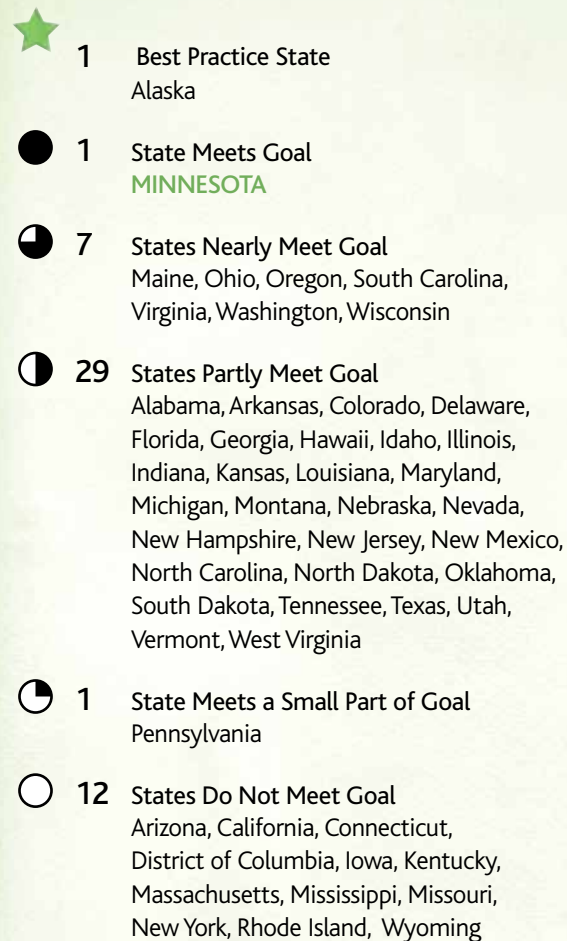 1 Best Practice State
Alaska
1 State Meets Goal
MINNESOTA
7 States Nearly Meet Goal
Maine, Ohio, Oregon, South Carolina,
Virginia, Washington, Wisconsin
29 States Partly Meet Goal
Alabama, Arkansas, Colorado, Delaware,
Florida, Georgia, Hawaii, Idaho, Illinois,
Indiana, Kansas, Louisiana, Maryland,
Michigan, Montana, Nebraska, Nevada,
New Hampshire, New Jersey, New Mexico,
North Carolina, North Dakota, Oklahoma,
South Dakota, Tennessee, Texas, Utah,
Vermont, West Virginia
1 State Meets a Small Part of Goal
Pennsylvania
12 States Do Not Meet Goal
Arizona, California, Connecticut,
District of Columbia, Iowa, Kentucky,
Massachusetts, Mississippi, Missouri,
New York, Rhode Island, Wyoming